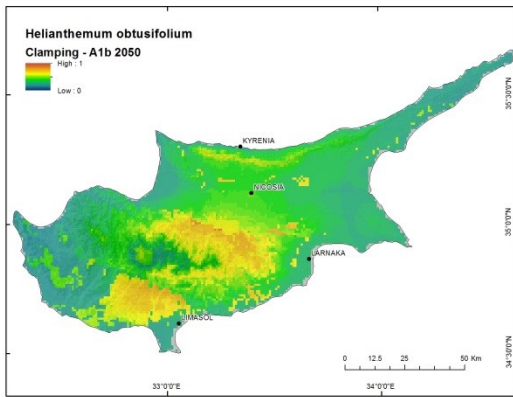 Helianthemum obtusifolium
Clamping - A1b 2050
High : 1
Low : 0
35°30'0"N
KYRENIA
NICOSIA
35°0'0"N
LARNAKA
LIMASOL
34°30'0"N
0 12.5 25 50 Km
33°0'0"E 34°0'0"E